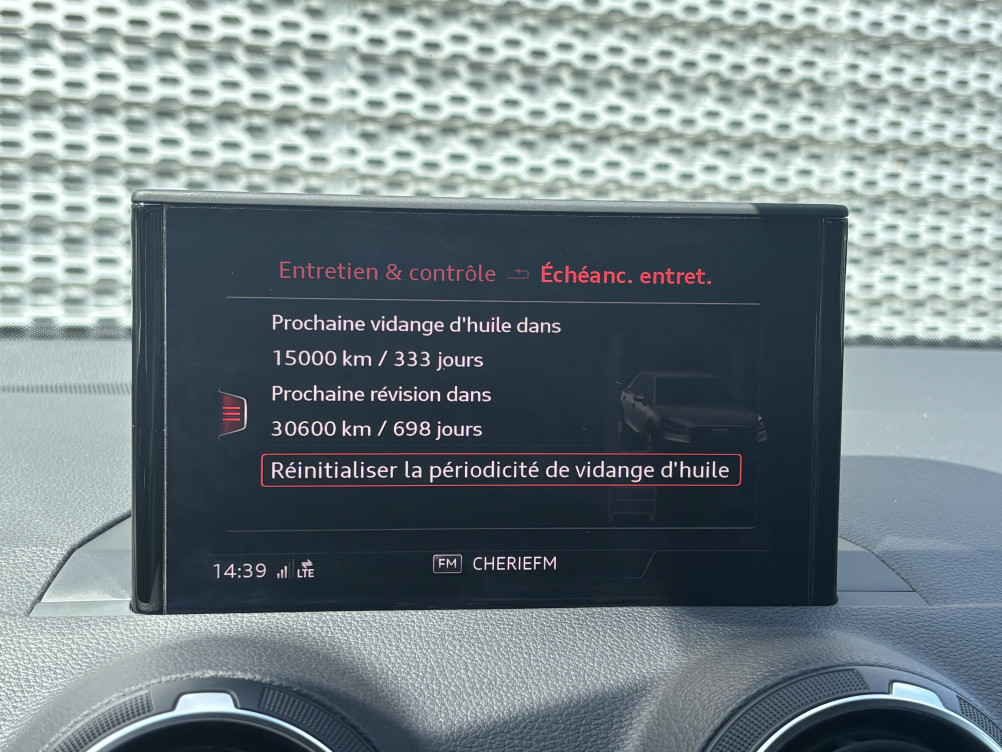 Entretien & contrôle Échéanc. entret.
Prochaine vidange d'huile dans
15000 km / 333 jours
Prochaine révision dans
30600 km / 698 jours
Réinitialiser la périodicité de vidange d'huile
14:39 LTE FM CHERIEFM